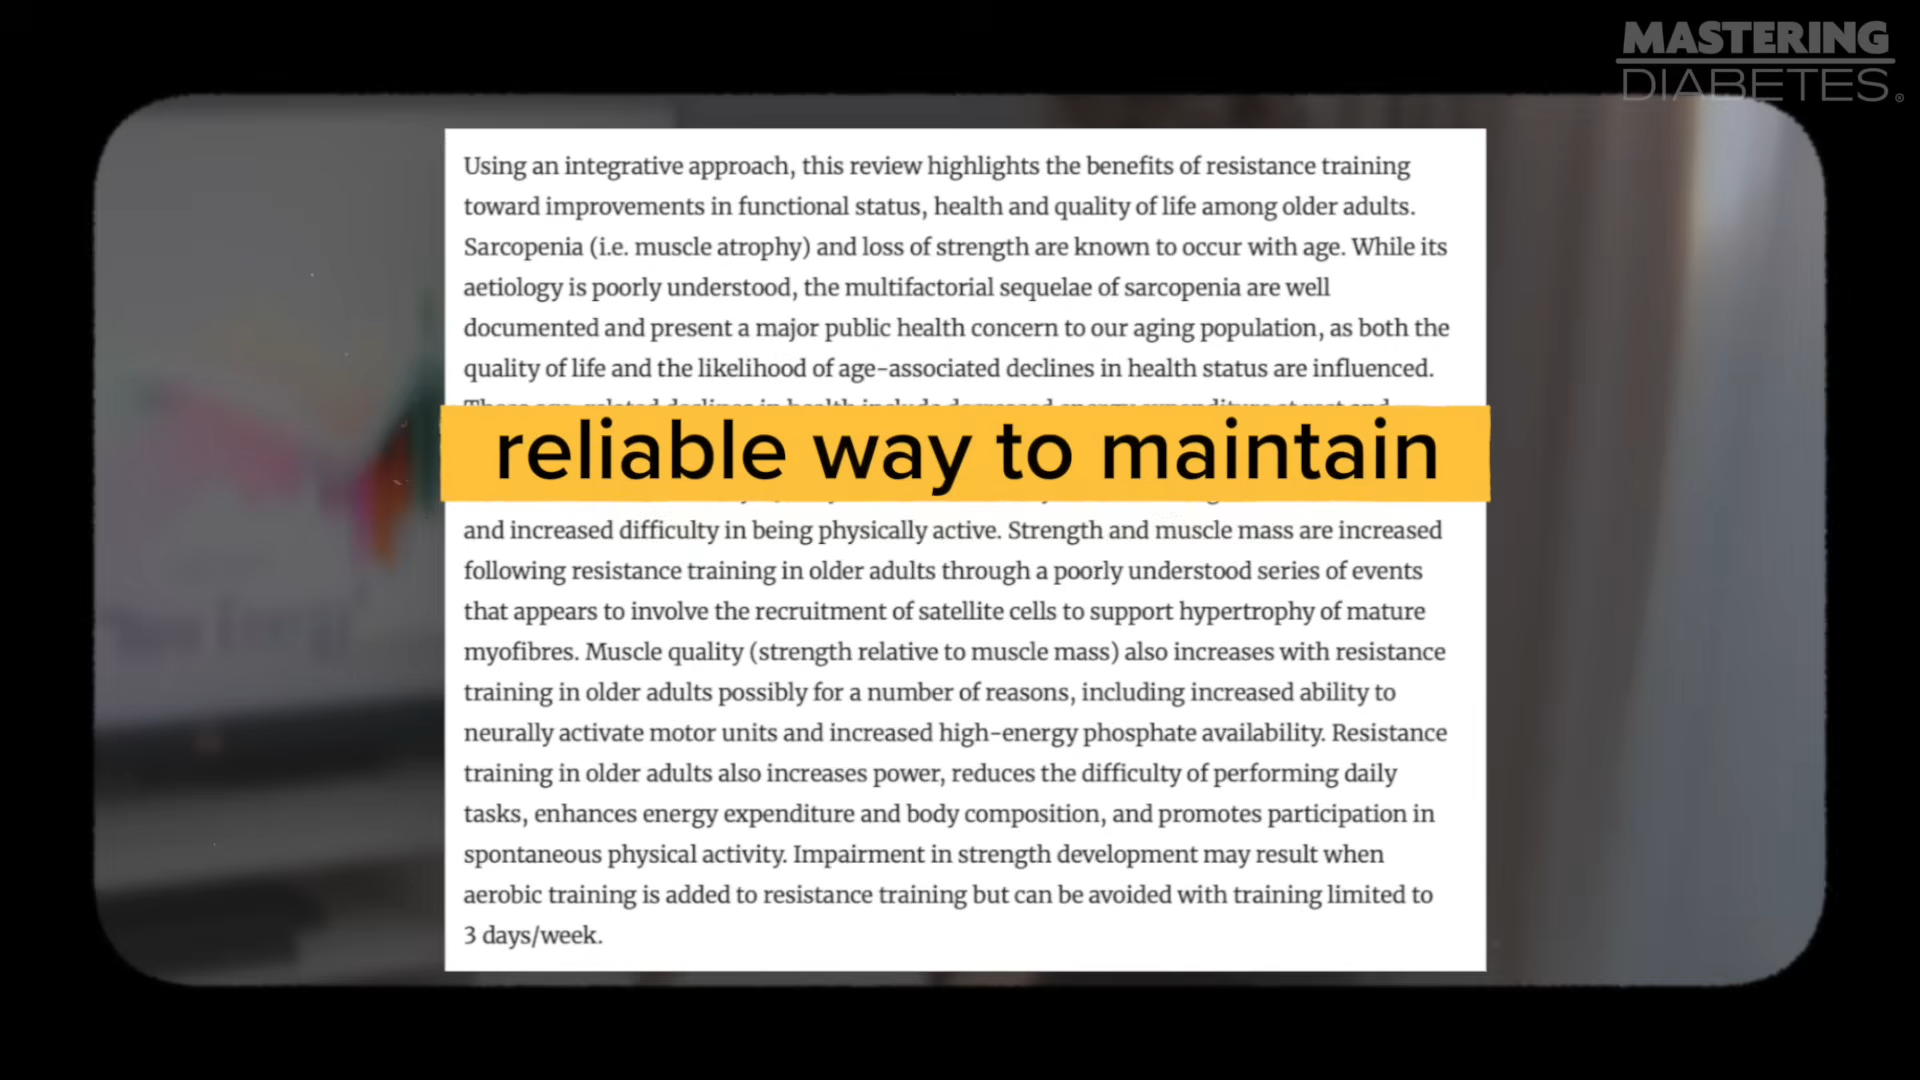 MASTERING
DIABETES®
Using an integrative approach, this review highlights the benefits of resistance training
toward improvements in functional status, health and quality of life among older adults.
Sarcopenia (i.e. muscle atrophy) and loss of strength are known to occur with age. While its
aetiology is poorly understood, the multifactorial sequelae of sarcopenia are well
documented and present a major public health concern to our aging population, as both the
quality of life and the likelihood of age-associated declines in health status are influenced.
reliable way to maintain
and increased difficulty in being physically active. Strength and muscle mass are increased
following resistance training in older adults through a poorly understood series of events
that appears to involve the recruitment of satellite cells to support hypertrophy of mature
myofibres. Muscle quality (strength relative to muscle mass) also increases with resistance
training in older adults possibly for a number of reasons, including increased ability to
neurally activate motor units and increased high-energy phosphate availability. Resistance
training in older adults also increases power, reduces the difficulty of performing daily
tasks, enhances energy expenditure and body composition, and promotes participation in
spontaneous physical activity. Impairment in strength development may result when
aerobic training is added to resistance training but can be avoided with training limited to
3 days/week.